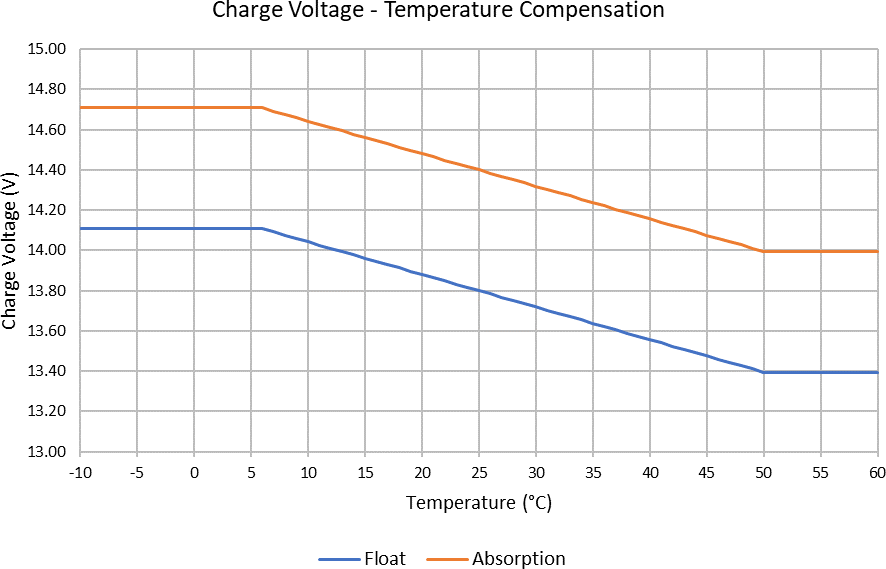 Charge Voltage - Temperature Compensation
15.00
14.80
14.60
14.40
14.20
14.00
13.80
13.60
13.40
13.20
13.00
Charge Voltage (V)
-10 -5 0 5 10 15 20 25 30 35 40 45 50 55 60
Temperature (°C)
Float Absorption